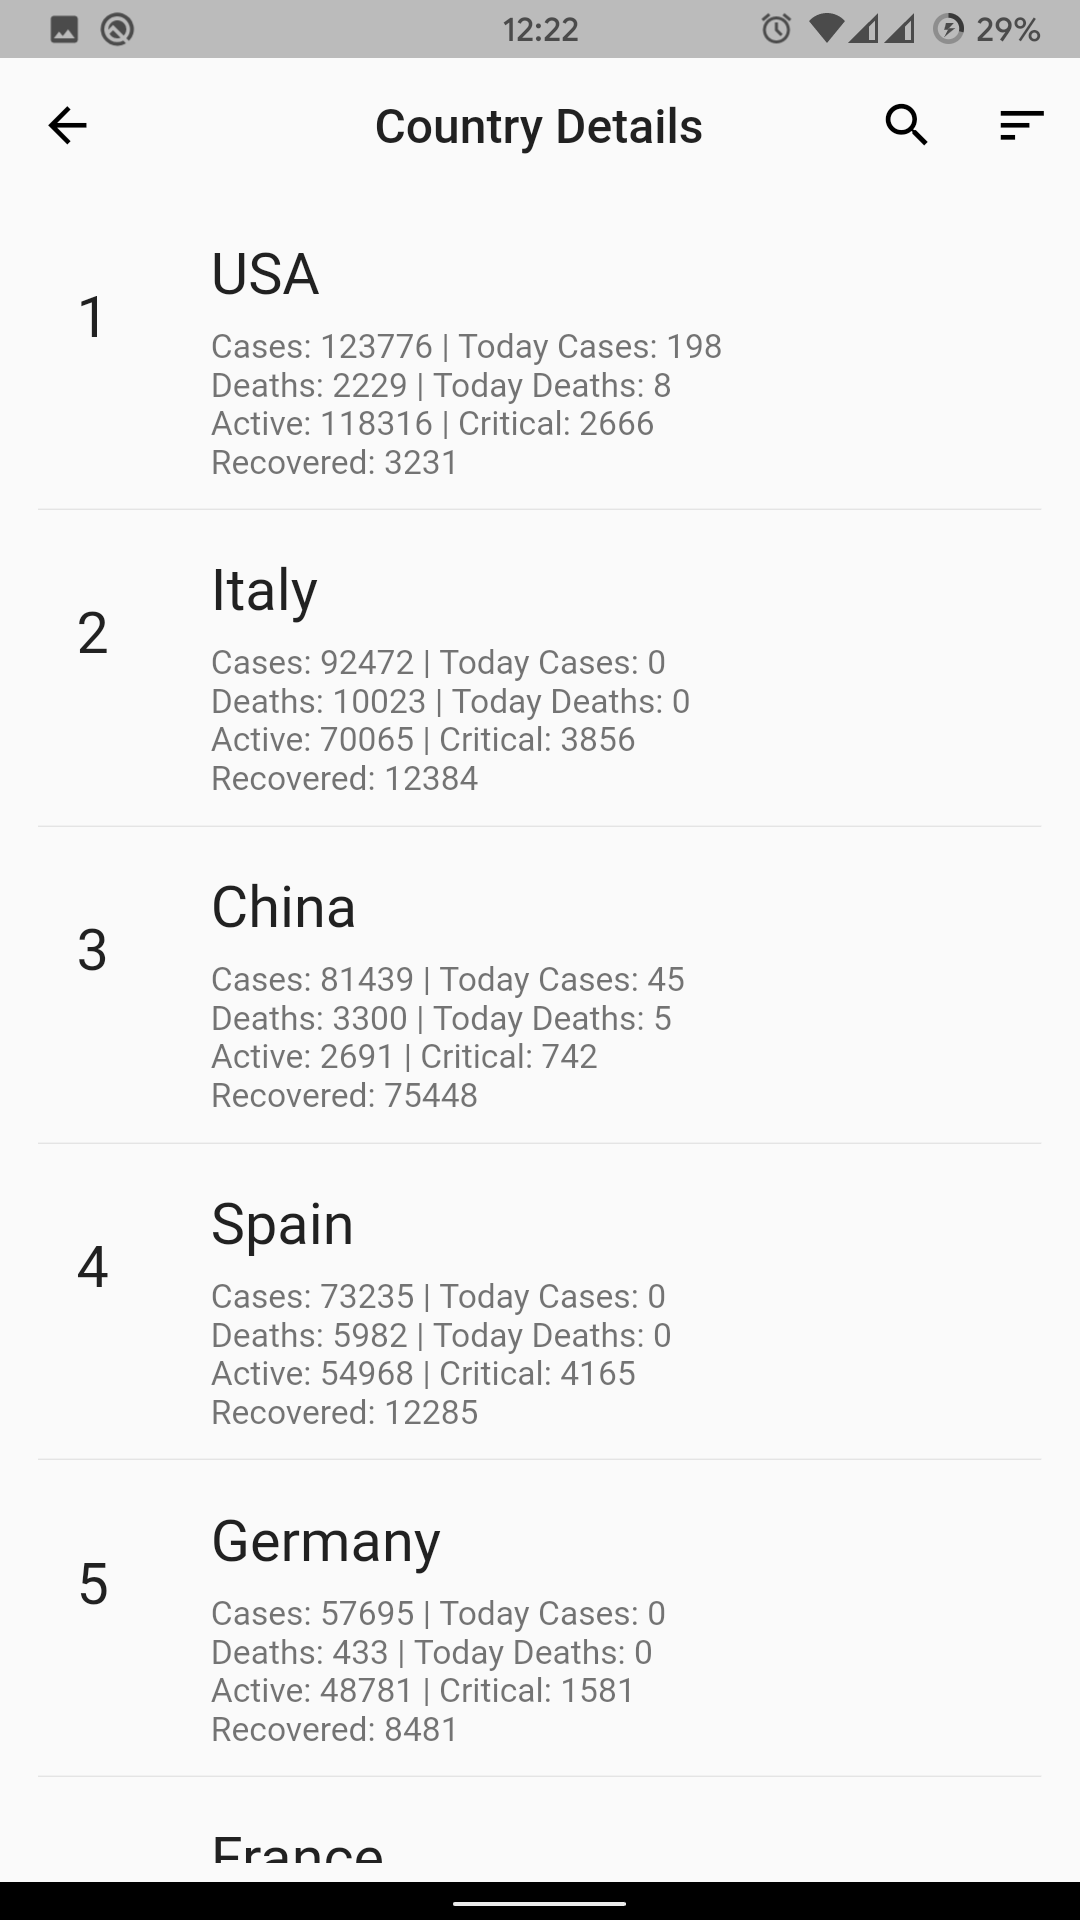 12:22
29%
Country Details
1
USA
Cases: 123776 | Today Cases: 198
Deaths: 2229 | Today Deaths: 8
Active: 118316 | Critical: 2666
Recovered: 3231
2
Italy
Cases: 92472 | Today Cases: 0
Deaths: 10023 | Today Deaths: 0
Active: 70065 | Critical: 3856
Recovered: 12384
3
China
Cases: 81439 | Today Cases: 45
Deaths: 3300 | Today Deaths: 5
Active: 2691 | Critical: 742
Recovered: 75448
4
Spain
Cases: 73235 | Today Cases: 0
Deaths: 5982 | Today Deaths: 0
Active: 54968 | Critical: 4165
Recovered: 12285
5
Germany
Cases: 57695 | Today Cases: 0
Deaths: 433 | Today Deaths: 0
Active: 48781 | Critical: 1581
Recovered: 8481
France